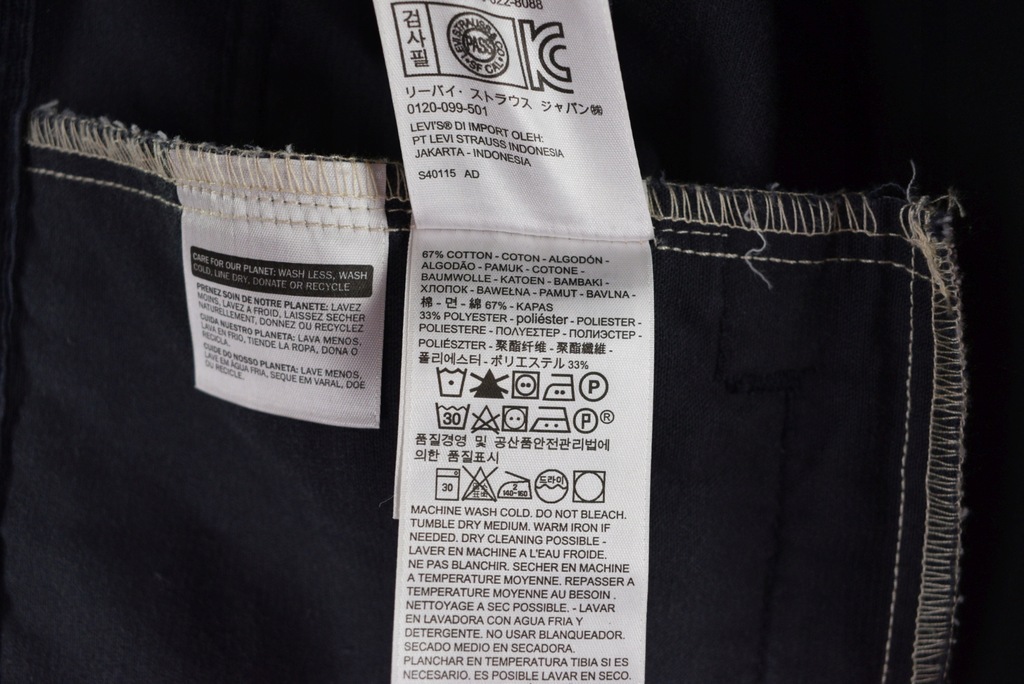 검
사
필
LEVI STRAUSS & CO
PASS
SF CAL
リーバイ・ストラウス ジャパン㈱
0120-099-501
LEVI'S® DI IMPORT OLEH:
PT LEVI STRAUSS INDONESIA
JAKARTA - INDONESIA
S40115 AD
CARE FOR OUR PLANET: WASH LESS, WASH
COLD, LINE DRY, DONATE OR RECYCLE
PRENEZ SOIN DE NOTRE PLANETE: LAVEZ
MOINS, LAVEZ A FROID, LAISSEZ SECHER
NATURELLEMENT, DONNEZ OU RECYCLEZ
CUIDA NUESTRO PLANETA: LAVA MENOS,
LAVA EN FRIO, TIENDE LA ROPA, DONA O
RECICLA.
CUIDE DO NOSSO PLANETA: LAVE MENOS,
LAVE EM AGUA FRIA, SEQUE EM VARAL, DOE
OU RECICLE.
67% COTTON - COTON - ALGODÓN -
ALGODÃO - PAMUK - COTONE -
BAUMWOLLE - KATOEN - BAMBAKI -
ХЛОПОК - BAWEŁNA - PAMUT - BAVLNA -
棉 - 면 - 綿 67% - KAPAS
33% POLYESTER - poliéster - POLIESTER -
POLIESTERE - ПОЛУЕΣТЕР - ПОЛИЭСТЕР -
POLIÉSZTER - 聚酯纤维 - 聚酯纖維 -
폴리에스터 - ポリエステル 33%
P
30 P®
품질경영 및 공산품안전관리법에
의한 품질표시
30 2 140-160 드라이
MACHINE WASH COLD. DO NOT BLEACH.
TUMBLE DRY MEDIUM. WARM IRON IF
NEEDED. DRY CLEANING POSSIBLE -
LAVER EN MACHINE A L'EAU FROIDE.
NE PAS BLANCHIR. SECHER EN MACHINE
A TEMPERATURE MOYENNE. REPASSER A
TEMPERATURE MOYENNE AU BESOIN.
NETTOYAGE A SEC POSSIBLE. - LAVAR
EN LAVADORA CON AGUA FRIA Y
DETERGENTE. NO USAR BLANQUEADOR.
SECADO MEDIO EN SECADORA.
PLANCHAR EN TEMPERATURA TIBIA SI ES
NECESARIO. ES POSIBLE LAVAR EN SECO.